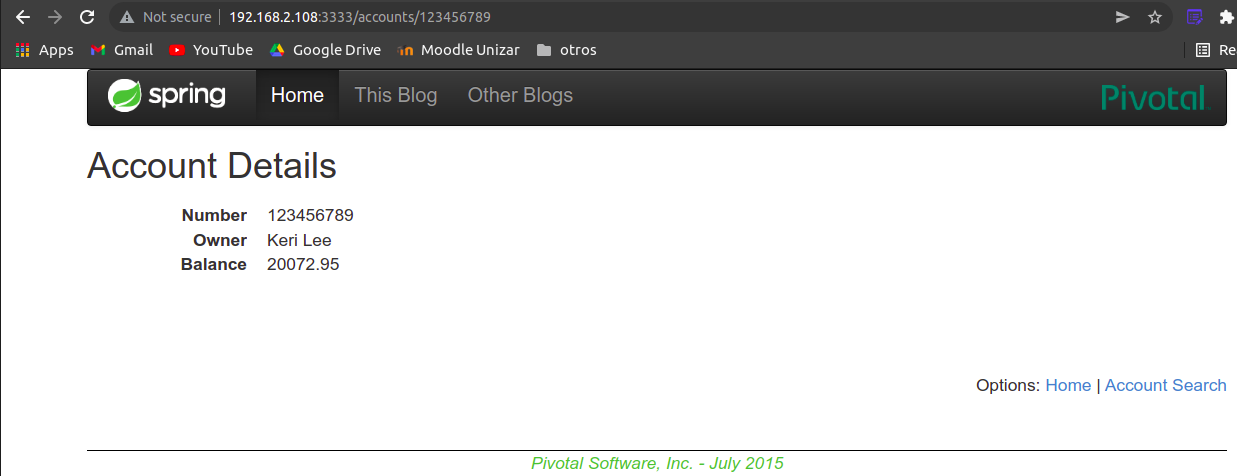 Not secure 192.168.2.108:3333/accounts/123456789
Apps Gmail YouTube Google Drive Moodle Unizar otros Re
spring Home This Blog Other Blogs Pivotal
Account Details
Number 123456789
Owner Keri Lee
Balance 20072.95
Options: Home | Account Search
Pivotal Software, Inc. - July 2015